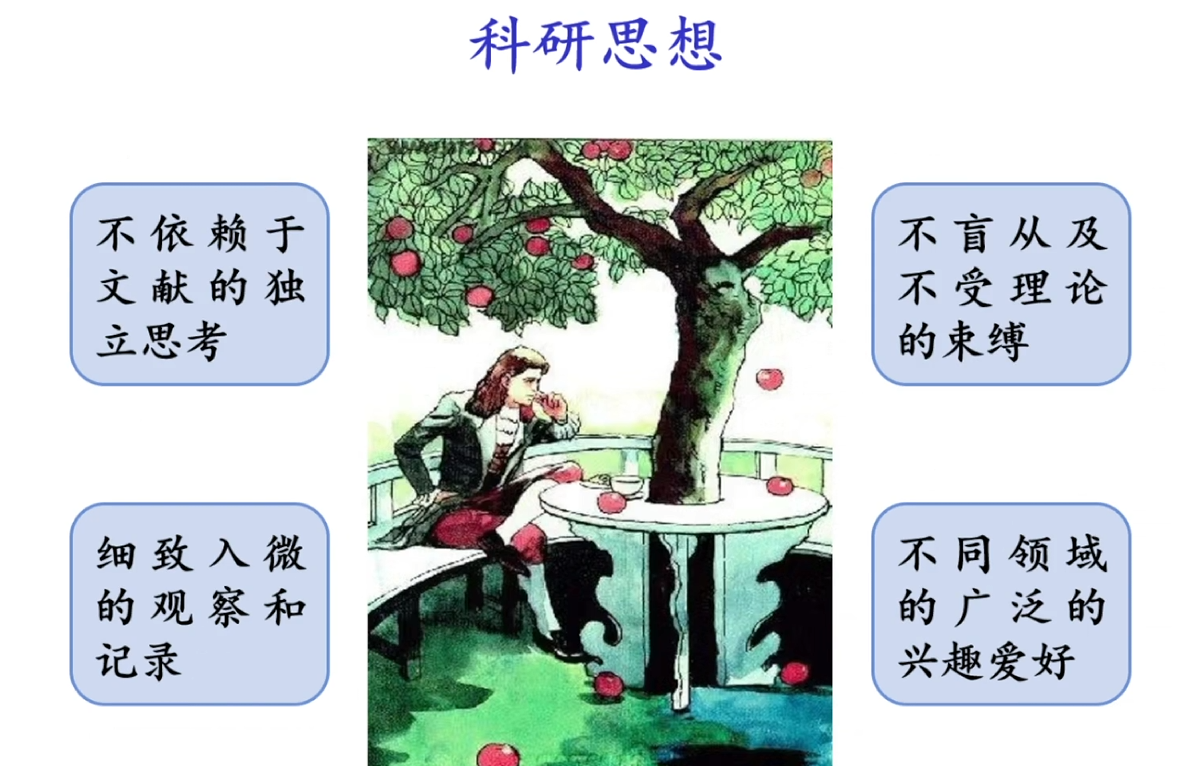 科研思想
不依赖于
文献的独
立思考
不盲从及
不受理论
的束缚
细致入微
的观察和
记录
不同领域
的广泛的
兴趣爱好